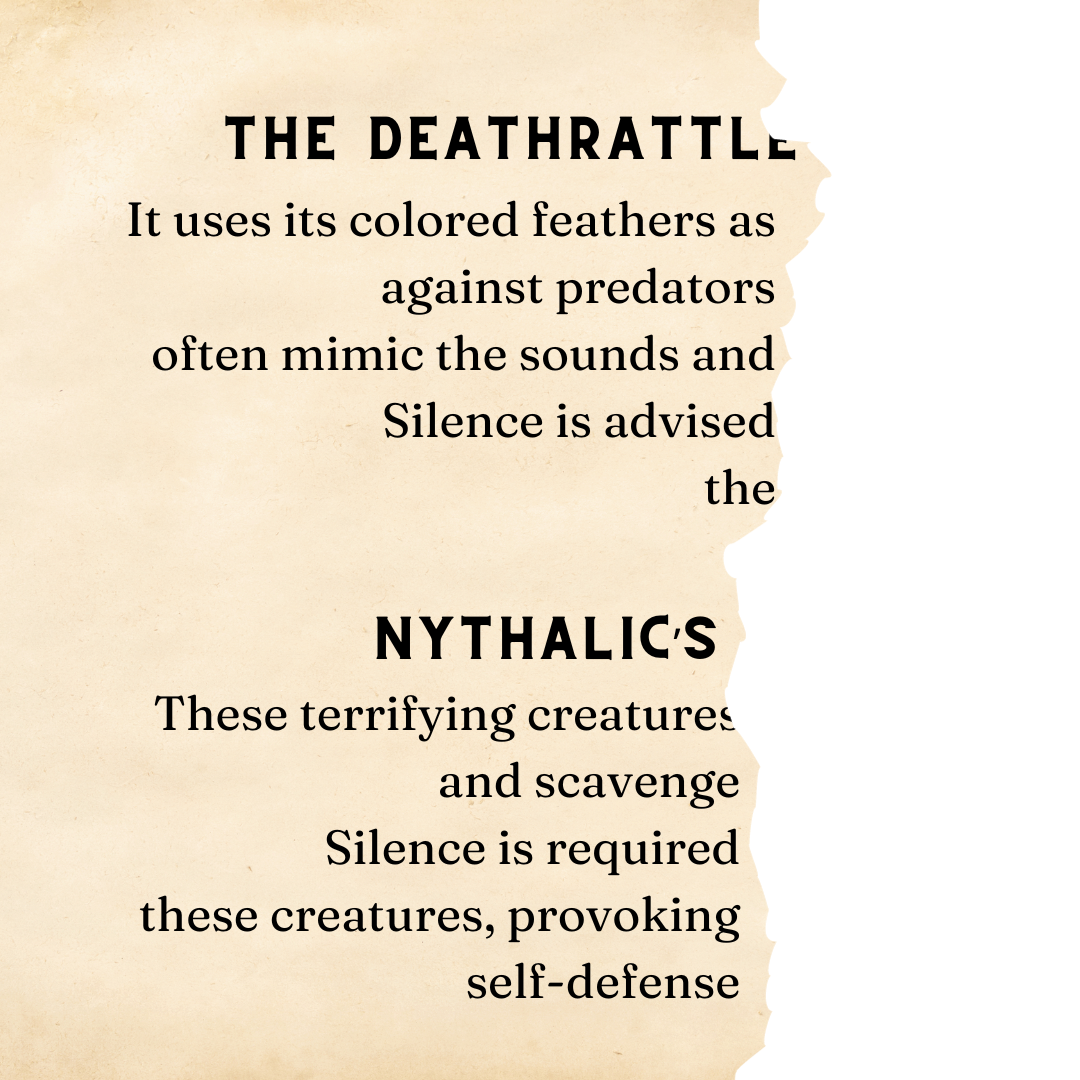 THE DEATHRATTLE
It uses its colored feathers as
against predators
often mimic the sounds and
Silence is advised
the
NYTHALIC'S
These terrifying creatures
and scavenge
Silence is required
these creatures, provoking
self-defense